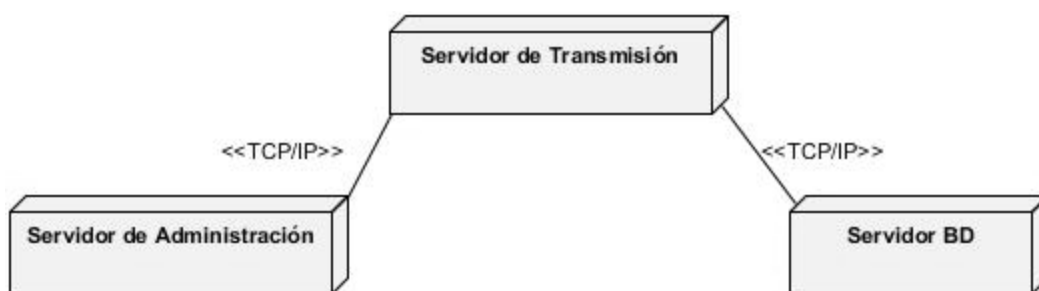 Servidor de Transmisión
<<TCP/IP>>
<<TCP/IP>>
Servidor de Administración
Servidor BD